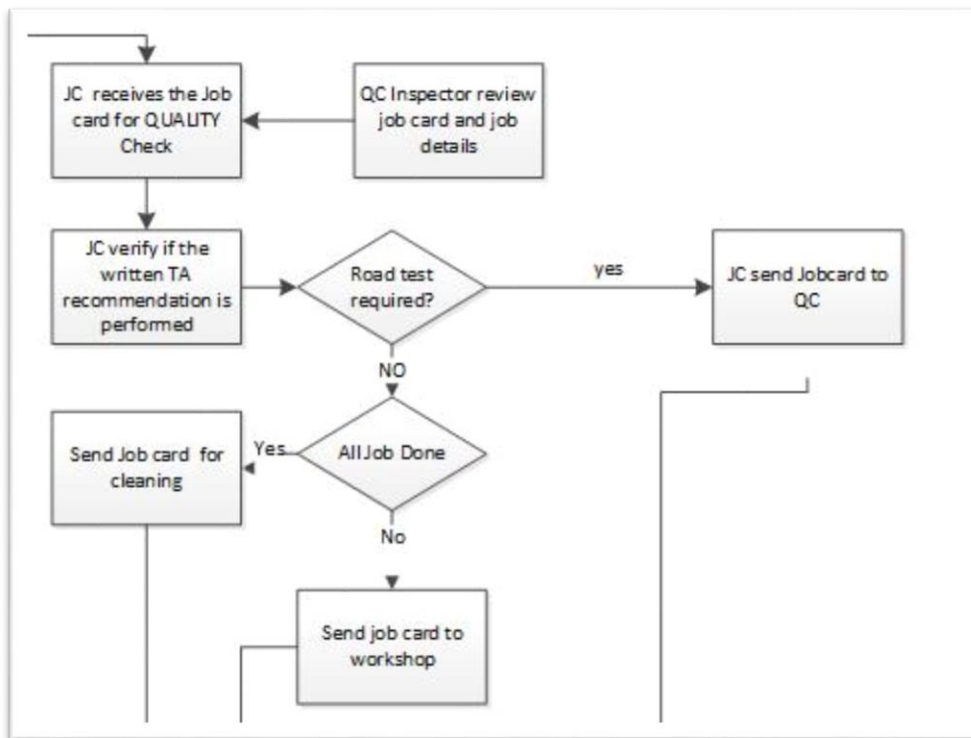 JC receives the Job
card for QUALITY
Check
QC Inspector review
job card and job
details
JC verify if the
written TA
recommendation is
performed
Road test
required?
yes
JC send Jobcard to
QC
NO
Send Job card for
cleaning
Yes
All Job Done
No
Send job card to
workshop